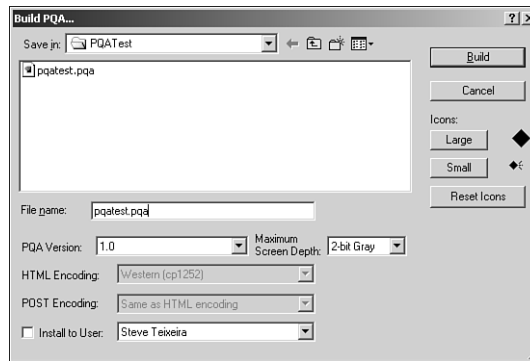 Build PQA...
Save in: PQATest
pqatest.pqa
Build
Cancel
Icons:
Large
Small
Reset Icons
File name: pqatest.pqa
PQA Version: 1.0 Maximum Screen Depth: 2-bit Gray
HTML Encoding: Western (cp1252)
POST Encoding: Same as HTML encoding
Install to User: Steve Teixeira